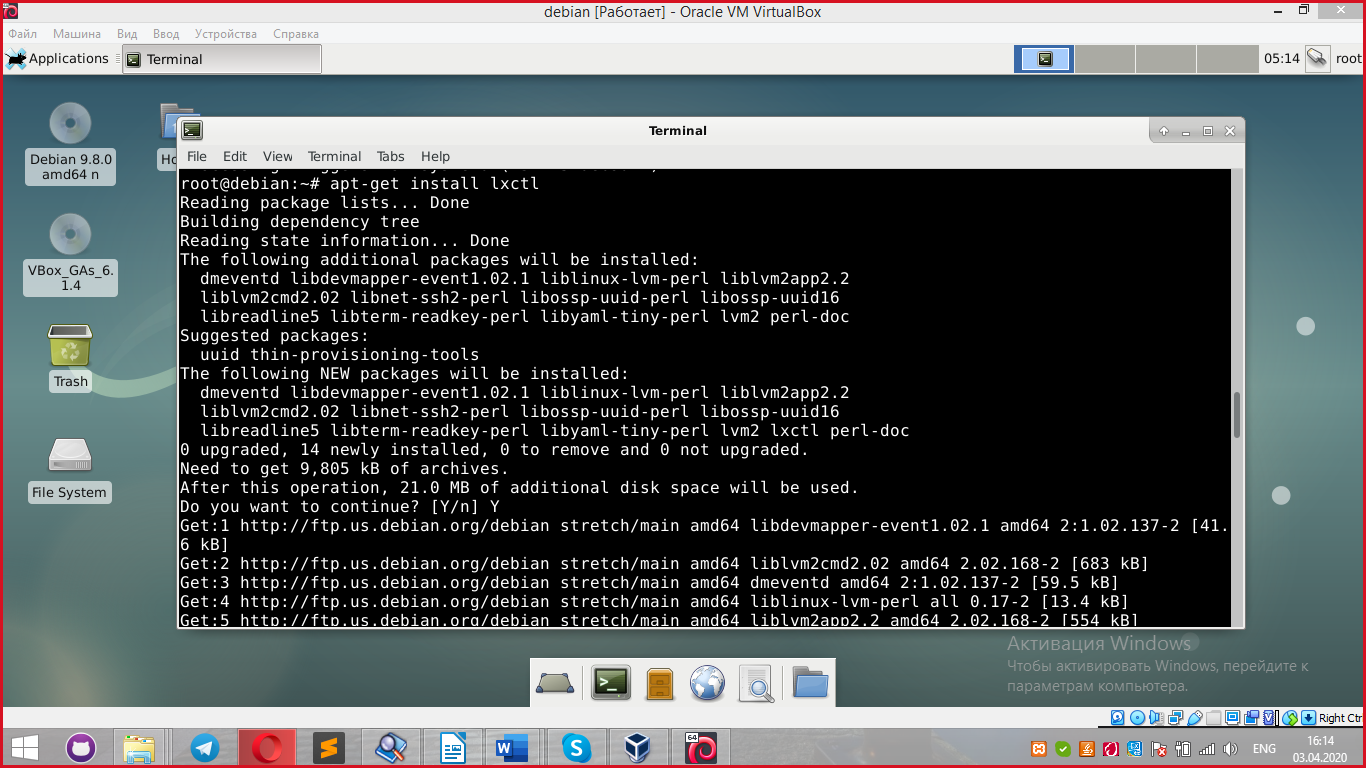 debian [Работает] - Oracle VM VirtualBox
Файл Машина Вид Ввод Устройства Справка
Applications Terminal 05:14 root
Debian 9.8.0
amd64 n
Ho
VBox_GAs_6.
1.4
Trash
File System
Terminal
File Edit View Terminal Tabs Help
root@debian:~# apt-get install lxctl
Reading package lists... Done
Building dependency tree
Reading state information... Done
The following additional packages will be installed:
dmeventd libdevmapper-event1.02.1 liblinux-lvm-perl liblvm2app2.2
liblvm2cmd2.02 libnet-ssh2-perl libossp-uuid-perl libossp-uuid16
libreadline5 libterm-readkey-perl libyaml-tiny-perl lvm2 perl-doc
Suggested packages:
uuid thin-provisioning-tools
The following NEW packages will be installed:
dmeventd libdevmapper-event1.02.1 liblinux-lvm-perl liblvm2app2.2
liblvm2cmd2.02 libnet-ssh2-perl libossp-uuid-perl libossp-uuid16
libreadline5 libterm-readkey-perl libyaml-tiny-perl lvm2 lxctl perl-doc
0 upgraded, 14 newly installed, 0 to remove and 0 not upgraded.
Need to get 9,805 kB of archives.
After this operation, 21.0 MB of additional disk space will be used.
Do you want to continue? [Y/n] Y
Get:1 http://ftp.us.debian.org/debian stretch/main amd64 libdevmapper-event1.02.1 amd64 2:1.02.137-2 [41.
6 kB]
Get:2 http://ftp.us.debian.org/debian stretch/main amd64 liblvm2cmd2.02 amd64 2.02.168-2 [683 kB]
Get:3 http://ftp.us.debian.org/debian stretch/main amd64 dmeventd amd64 2:1.02.137-2 [59.5 kB]
Get:4 http://ftp.us.debian.org/debian stretch/main amd64 liblinux-lvm-perl all 0.17-2 [13.4 kB]
Get:5 http://ftp.us.debian.org/debian stretch/main amd64 liblvm2app2.2 amd64 2.02.168-2 [554 kB]
Активация Windows
Чтобы активировать Windows, перейдите к
параметрам компьютера.
Right Ctrl
64
ENG
16:14
03.04.2020